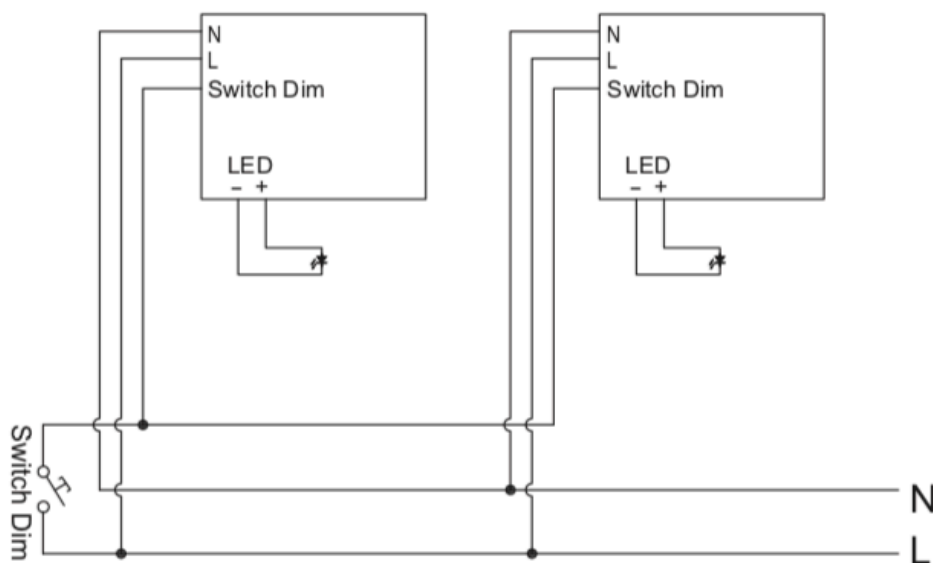 N
L
Switch Dim
LED
- +
N
L
Switch Dim
LED
- +
Switch Dim
N
L